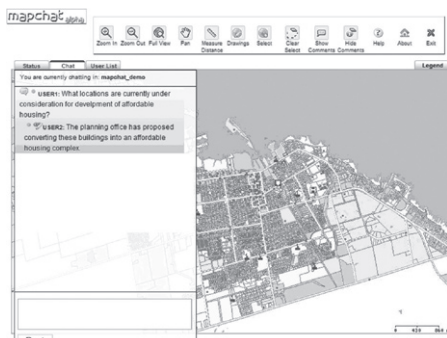 mapchat alpha
Zoom In Zoom Out Full View Pan Measure Distance Drawings Select Clear Select Show Comments Hide Comments Help About Exit
Status Chat User List Legend
You are currently chatting in: mapchat_demo
USER1: What locations are currently under
consideration for develpment of affordable
housing?
USER2: The planning office has proposed
converting these buildings into an affordable
housing complex